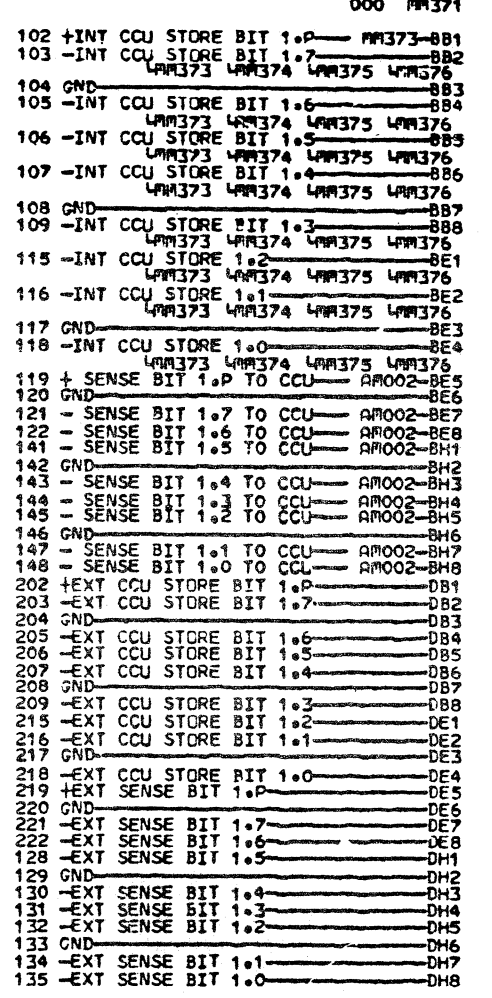 000 MM371
102 +INT CCU STORE BIT 1.P MM373 BB1
103 -INT CCU STORE BIT 1.7 BB2
MM373 MM374 MM375 MM376
104 GND BB3
105 -INT CCU STORE BIT 1.6 BB4
MM373 MM374 MM375 MM376
106 -INT CCU STORE BIT 1.5 BB5
MM373 MM374 MM375 MM376
107 -INT CCU STORE BIT 1.4 BB6
MM373 MM374 MM375 MM376
108 GND BB7
109 -INT CCU STORE BIT 1.3 BB8
MM373 MM374 MM375 MM376
115 -INT CCU STORE 1.2 BE1
MM373 MM374 MM375 MM376
116 -INT CCU STORE 1.1 BE2
MM373 MM374 MM375 MM376
117 GND BE3
118 -INT CCU STORE 1.0 BE4
MM373 MM374 MM375 MM376
119 + SENSE BIT 1.P TO CCU AM002-BE5
120 GND BE6
121 - SENSE BIT 1.7 TO CCU AM002-BE7
122 - SENSE BIT 1.6 TO CCU AM002-BE8
141 - SENSE BIT 1.5 TO CCU AM002-BH1
142 GND BH2
143 - SENSE BIT 1.4 TO CCU AM002-BH3
144 - SENSE BIT 1.3 TO CCU AM002-BH4
145 - SENSE BIT 1.2 TO CCU AM002-BH5
146 GND BH6
147 - SENSE BIT 1.1 TO CCU AM002-BH7
148 - SENSE BIT 1.0 TO CCU AM002-BH8
202 +EXT CCU STORE BIT 1.P DB1
203 -EXT CCU STORE BIT 1.7 DB2
204 GND DB3
205 -EXT CCU STORE BIT 1.6 DB4
206 -EXT CCU STORE BIT 1.5 DB5
207 -EXT CCU STORE BIT 1.4 DB6
208 GND DB7
209 -EXT CCU STORE BIT 1.3 DB8
215 -EXT CCU STORE BIT 1.2 DE1
216 -EXT CCU STORE BIT 1.1 DE2
217 GND DE3
218 -EXT CCU STORE BIT 1.0 DE4
219 +EXT SENSE BIT 1.P DE5
220 GND DE6
221 -EXT SENSE BIT 1.7 DE7
222 -EXT SENSE BIT 1.6 DE8
128 -EXT SENSE BIT 1.5 DH1
129 GND DH2
130 -EXT SENSE BIT 1.4 DH3
131 -EXT SENSE BIT 1.3 DH4
132 -EXT SENSE BIT 1.2 DH5
133 GND DH6
134 -EXT SENSE BIT 1.1 DH7
135 -EXT SENSE BIT 1.0 DH8